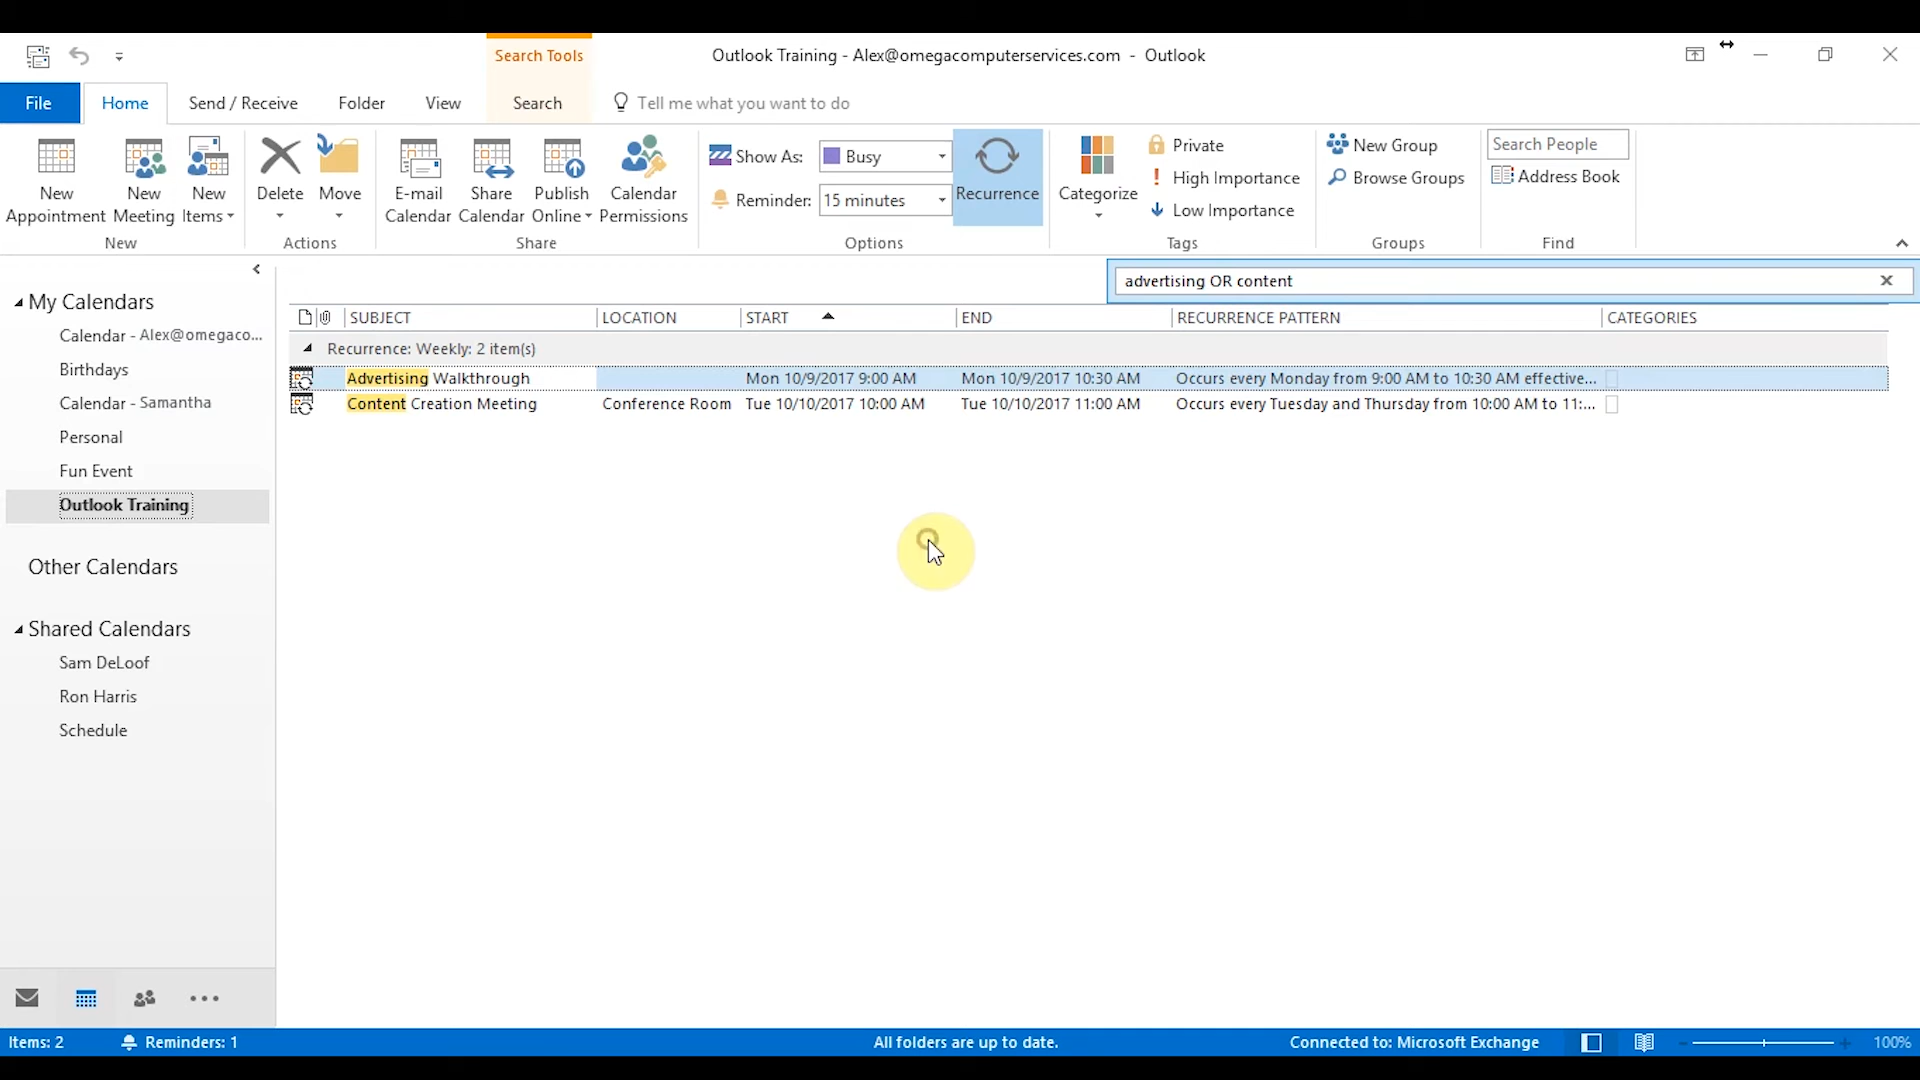 Search Tools
Outlook Training - Alex@omegacomputerservices.com - Outlook
File Home Send / Receive Folder View Search Tell me what you want to do
New Appointment
New Meeting
New Items
New
Delete
Move
Actions
E-mail Calendar
Share Calendar
Publish Online
Calendar Permissions
Share
Show As: Busy
Reminder: 15 minutes
Recurrence
Options
Categorize
Private
High Importance
Low Importance
Tags
New Group
Browse Groups
Groups
Search People
Address Book
Find
advertising OR content
My Calendars
Calendar - Alex@omegaco...
Birthdays
Calendar - Samantha
Personal
Fun Event
Outlook Training
Other Calendars
Shared Calendars
Sam DeLoof
Ron Harris
Schedule
SUBJECT LOCATION START END RECURRENCE PATTERN CATEGORIES
Recurrence: Weekly: 2 item(s)
Advertising Walkthrough Mon 10/9/2017 9:00 AM Mon 10/9/2017 10:30 AM Occurs every Monday from 9:00 AM to 10:30 AM effective...
Content Creation Meeting Conference Room Tue 10/10/2017 10:00 AM Tue 10/10/2017 11:00 AM Occurs every Tuesday and Thursday from 10:00 AM to 11:...
Items: 2 Reminders: 1 All folders are up to date. Connected to: Microsoft Exchange 100%